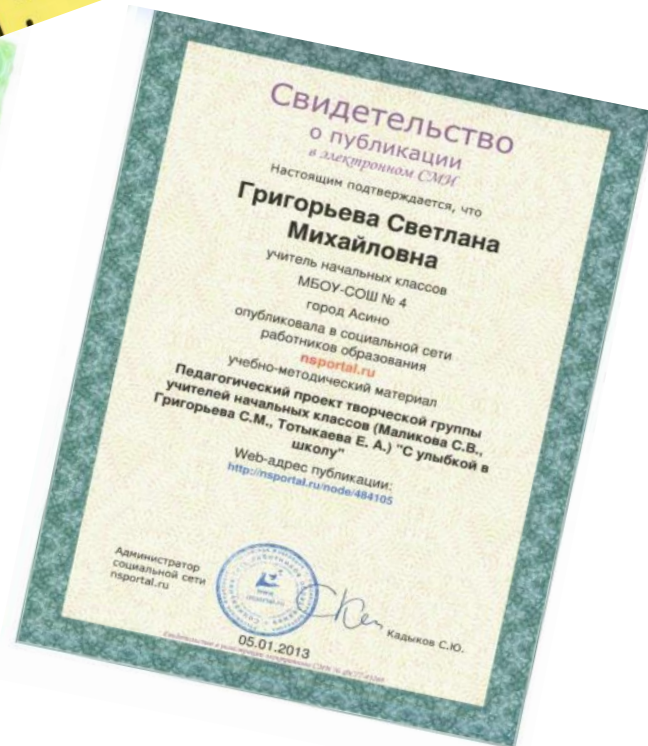 Свидетельство
о публикации
в электронном СМИ
Настоящим подтверждается, что
Григорьева Светлана
Михайловна
учитель начальных классов
МБОУ-СОШ № 4
город Асино
опубликовала в социальной сети
работников образования
nsportal.ru
учебно-методический материал
Педагогический проект творческой группы
учителей начальных классов (Маликова С.В.,
Григорьева С.М., Тотыкаева Е. А.) "С улыбкой в
школу"
Web-адрес публикации:
http://nsportal.ru/node/484105
Администратор
социальной сети
nsportal.ru
Кадыков С.Ю.
05.01.2013